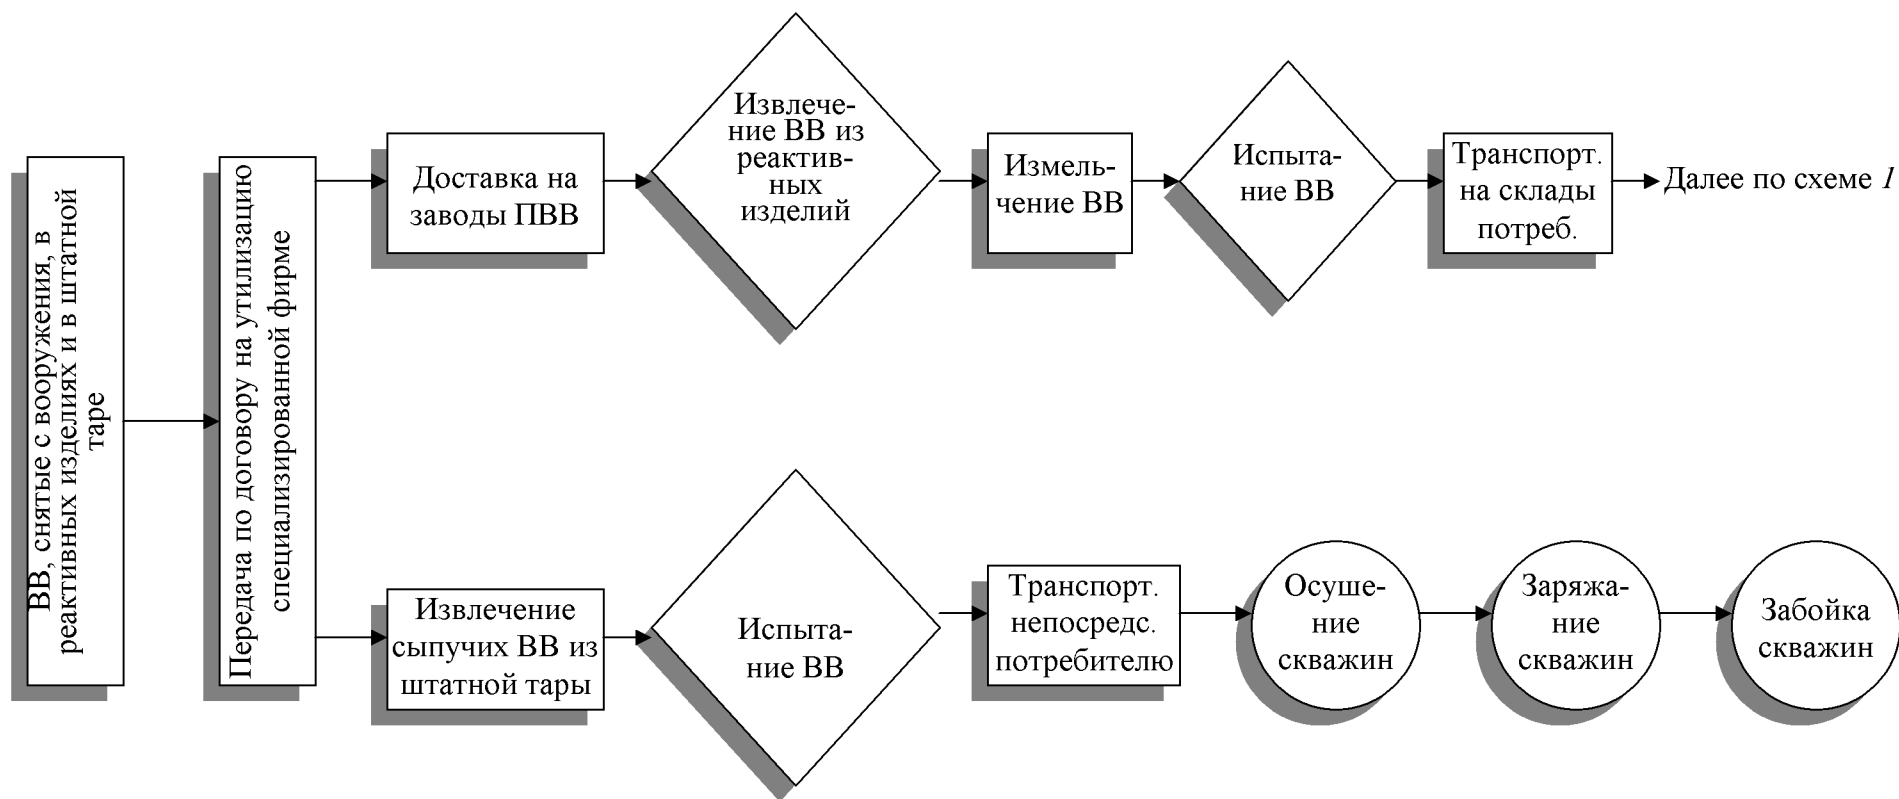 ВВ, снятые с вооружения, в
реактивных изделиях и в штатной
таре
Передача по договору на утилизацию
специализированной фирме
Доставка на
заводы ПВВ
Извлече-
ние ВВ из
реактив-
ных
изделий
Измель-
чение ВВ
Испыта-
ние ВВ
Транспорт.
на склады
потреб.
Далее по схеме 1
Извлечение
сыпучих ВВ из
штатной тары
Испыта-
ние ВВ
Транспорт.
непосредс.
потребителю
Осуше-
ние
скважин
Заряжа-
ние
скважин
Забойка
скважин